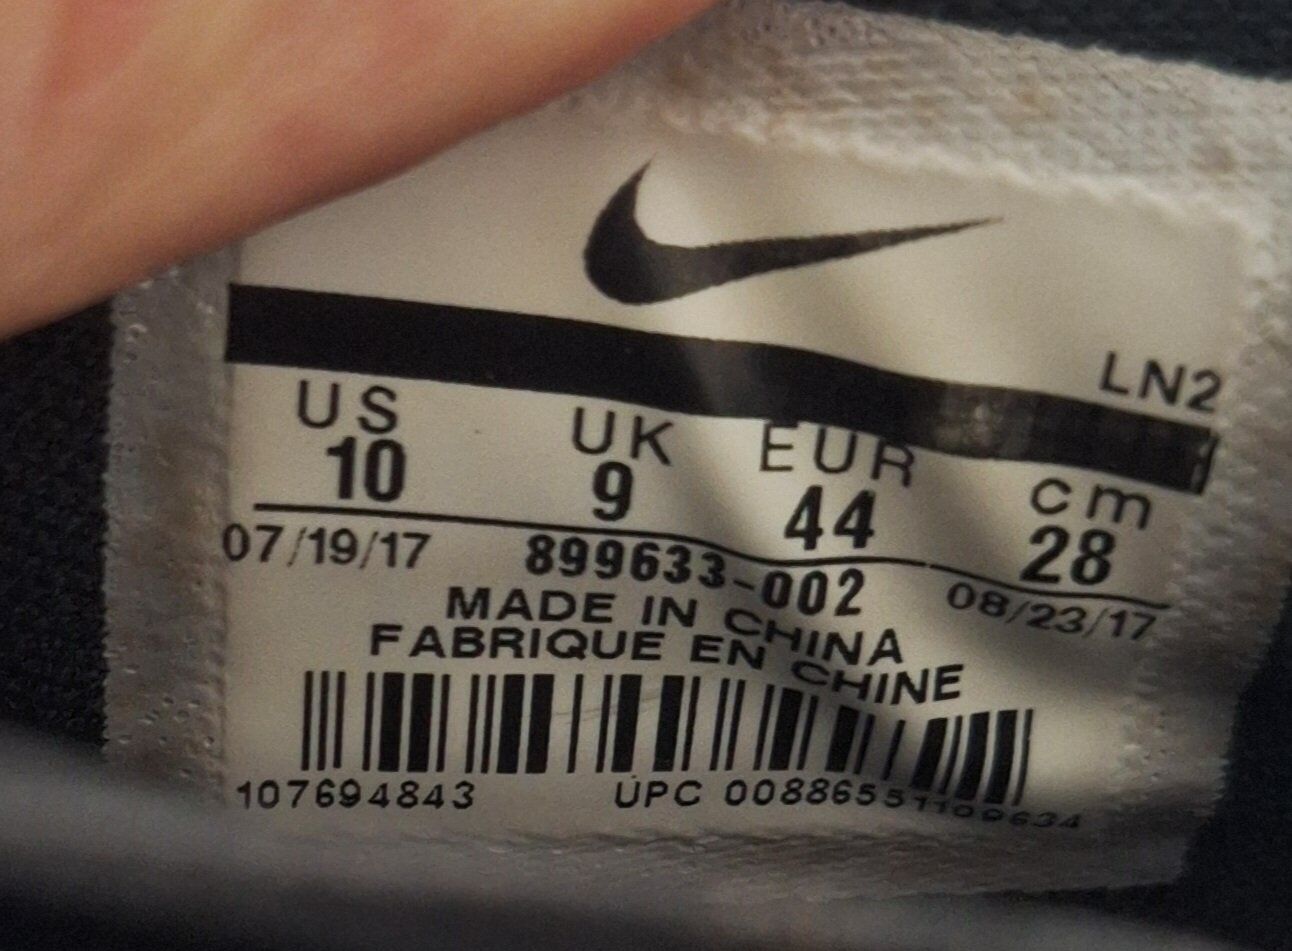 LN2
US UK EUR cm
10 9 44 28
07/19/17 899633-002 08/23/17
MADE IN CHINA
FABRIQUE EN CHINE
107694843 UPC 00886551109634